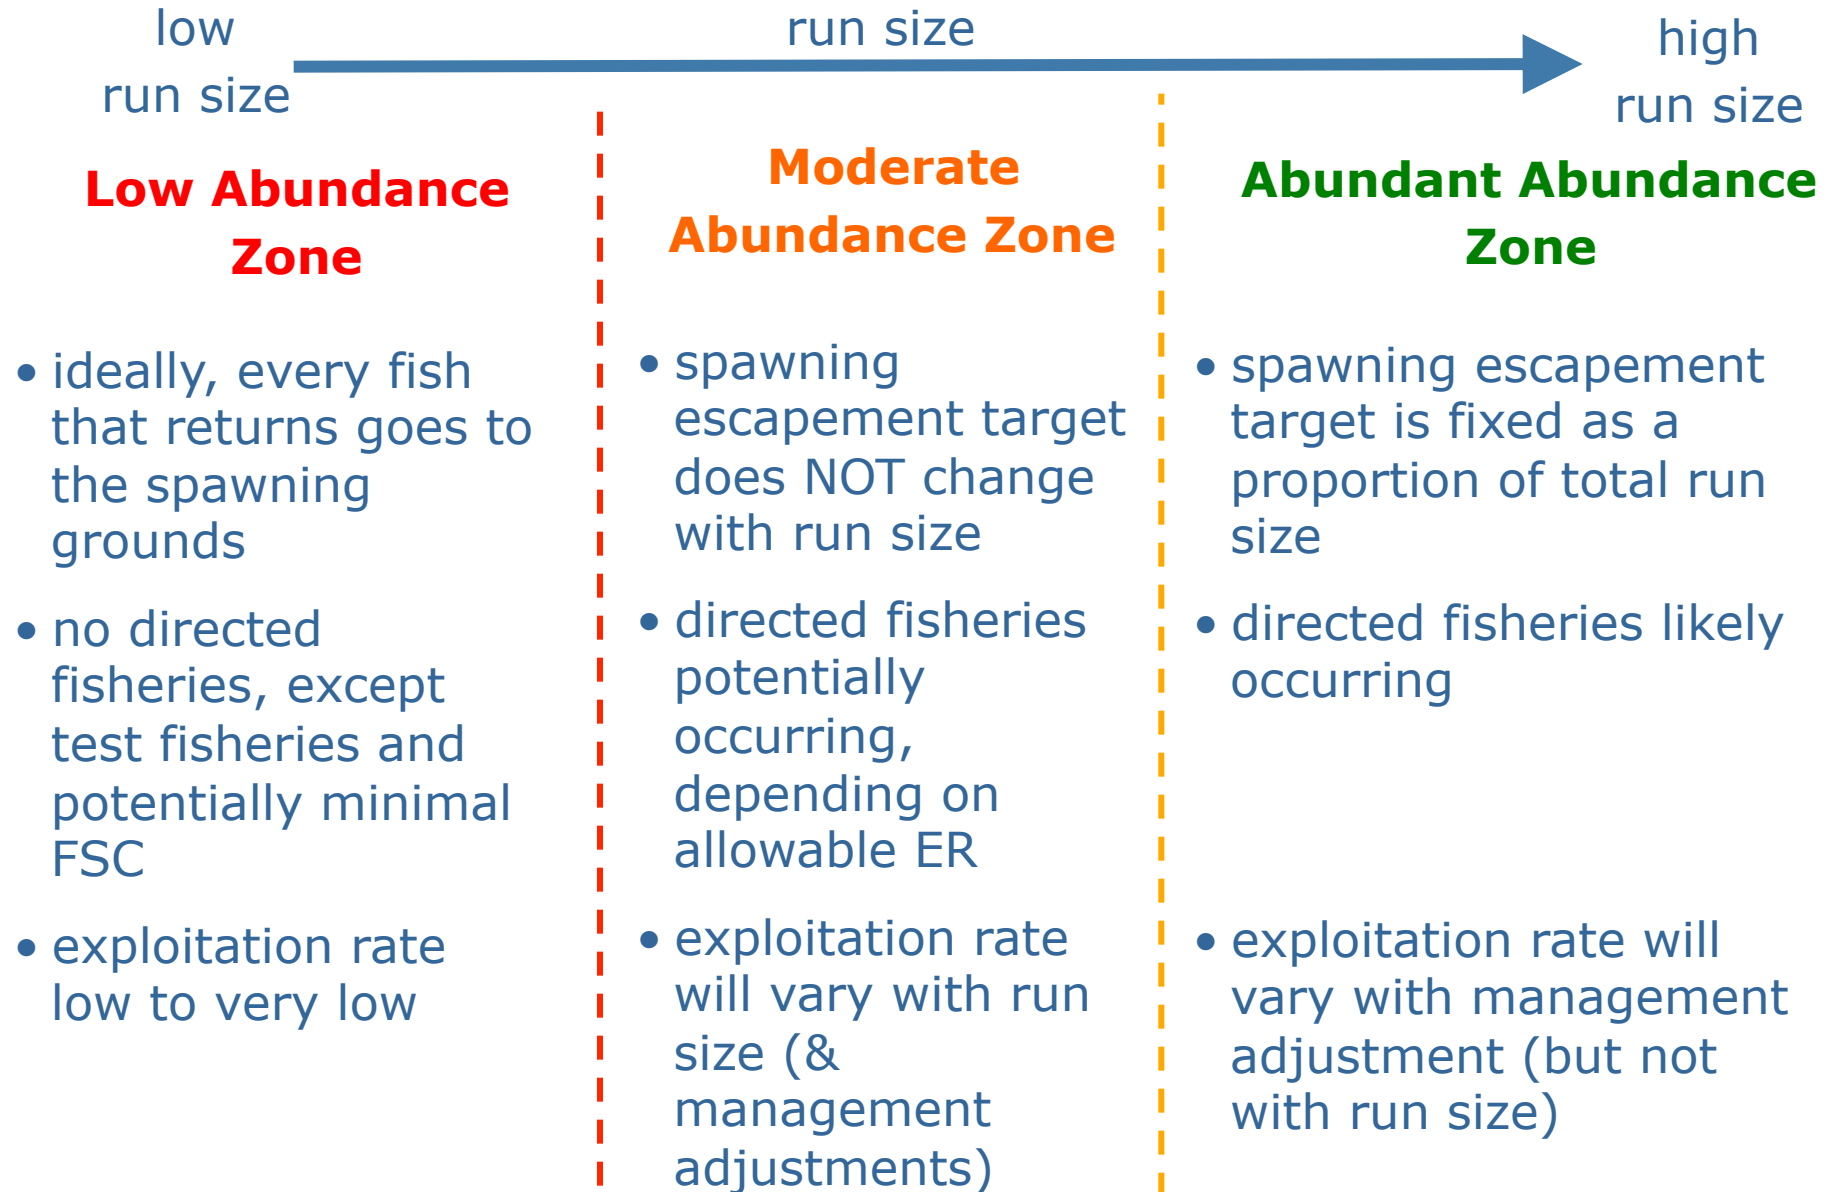 low
run size
run size
high
run size
Low Abundance
Zone
• ideally, every fish
that returns goes to
the spawning
grounds
• no directed
fisheries, except
test fisheries and
potentially minimal
FSC
• exploitation rate
low to very low
Moderate
Abundance Zone
• spawning
escapement target
does NOT change
with run size
• directed fisheries
potentially
occurring,
depending on
allowable ER
• exploitation rate
will vary with run
size (&
management
adjustments)
Abundant Abundance
Zone
• spawning escapement
target is fixed as a
proportion of total run
size
• directed fisheries likely
occurring
• exploitation rate will
vary with management
adjustment (but not
with run size)